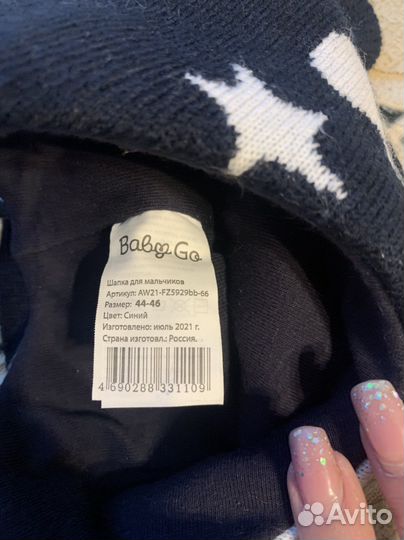 Baby Go
Шапка для мальчиков
Артикул: AW21-FZ5929bb-66
Размер: 44-46
Цвет: Синий
Изготовлено: июль 2021 г.
Страна изготовл.: Россия.
4 690288 331109
Avito